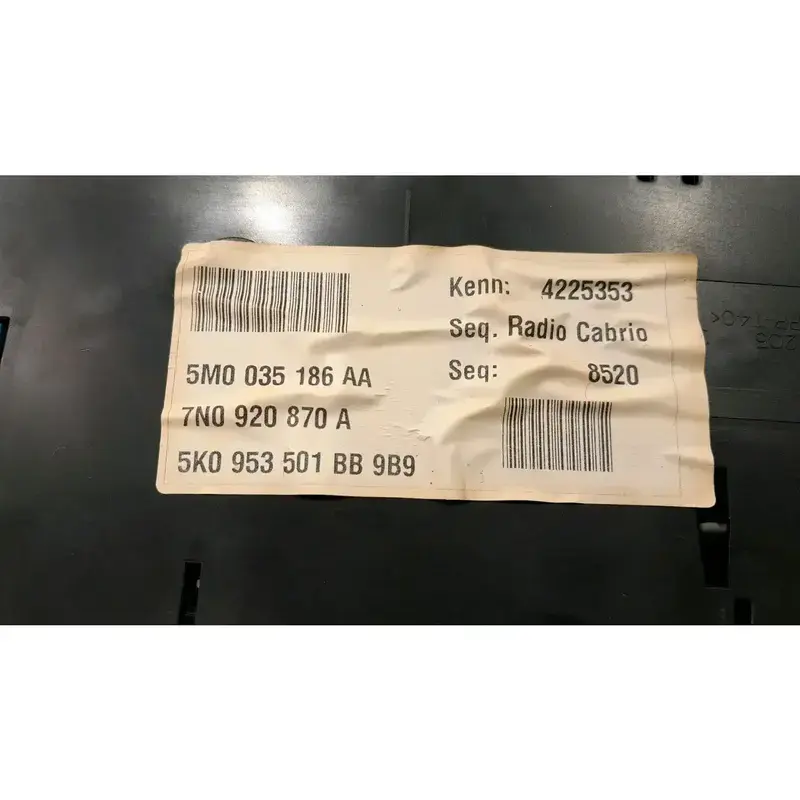 5M0 035 186 AA
7N0 920 870 A
5K0 953 501 BB 9B9
Kenn: 4225353
Seq. Radio Cabrio
Seq: 8520